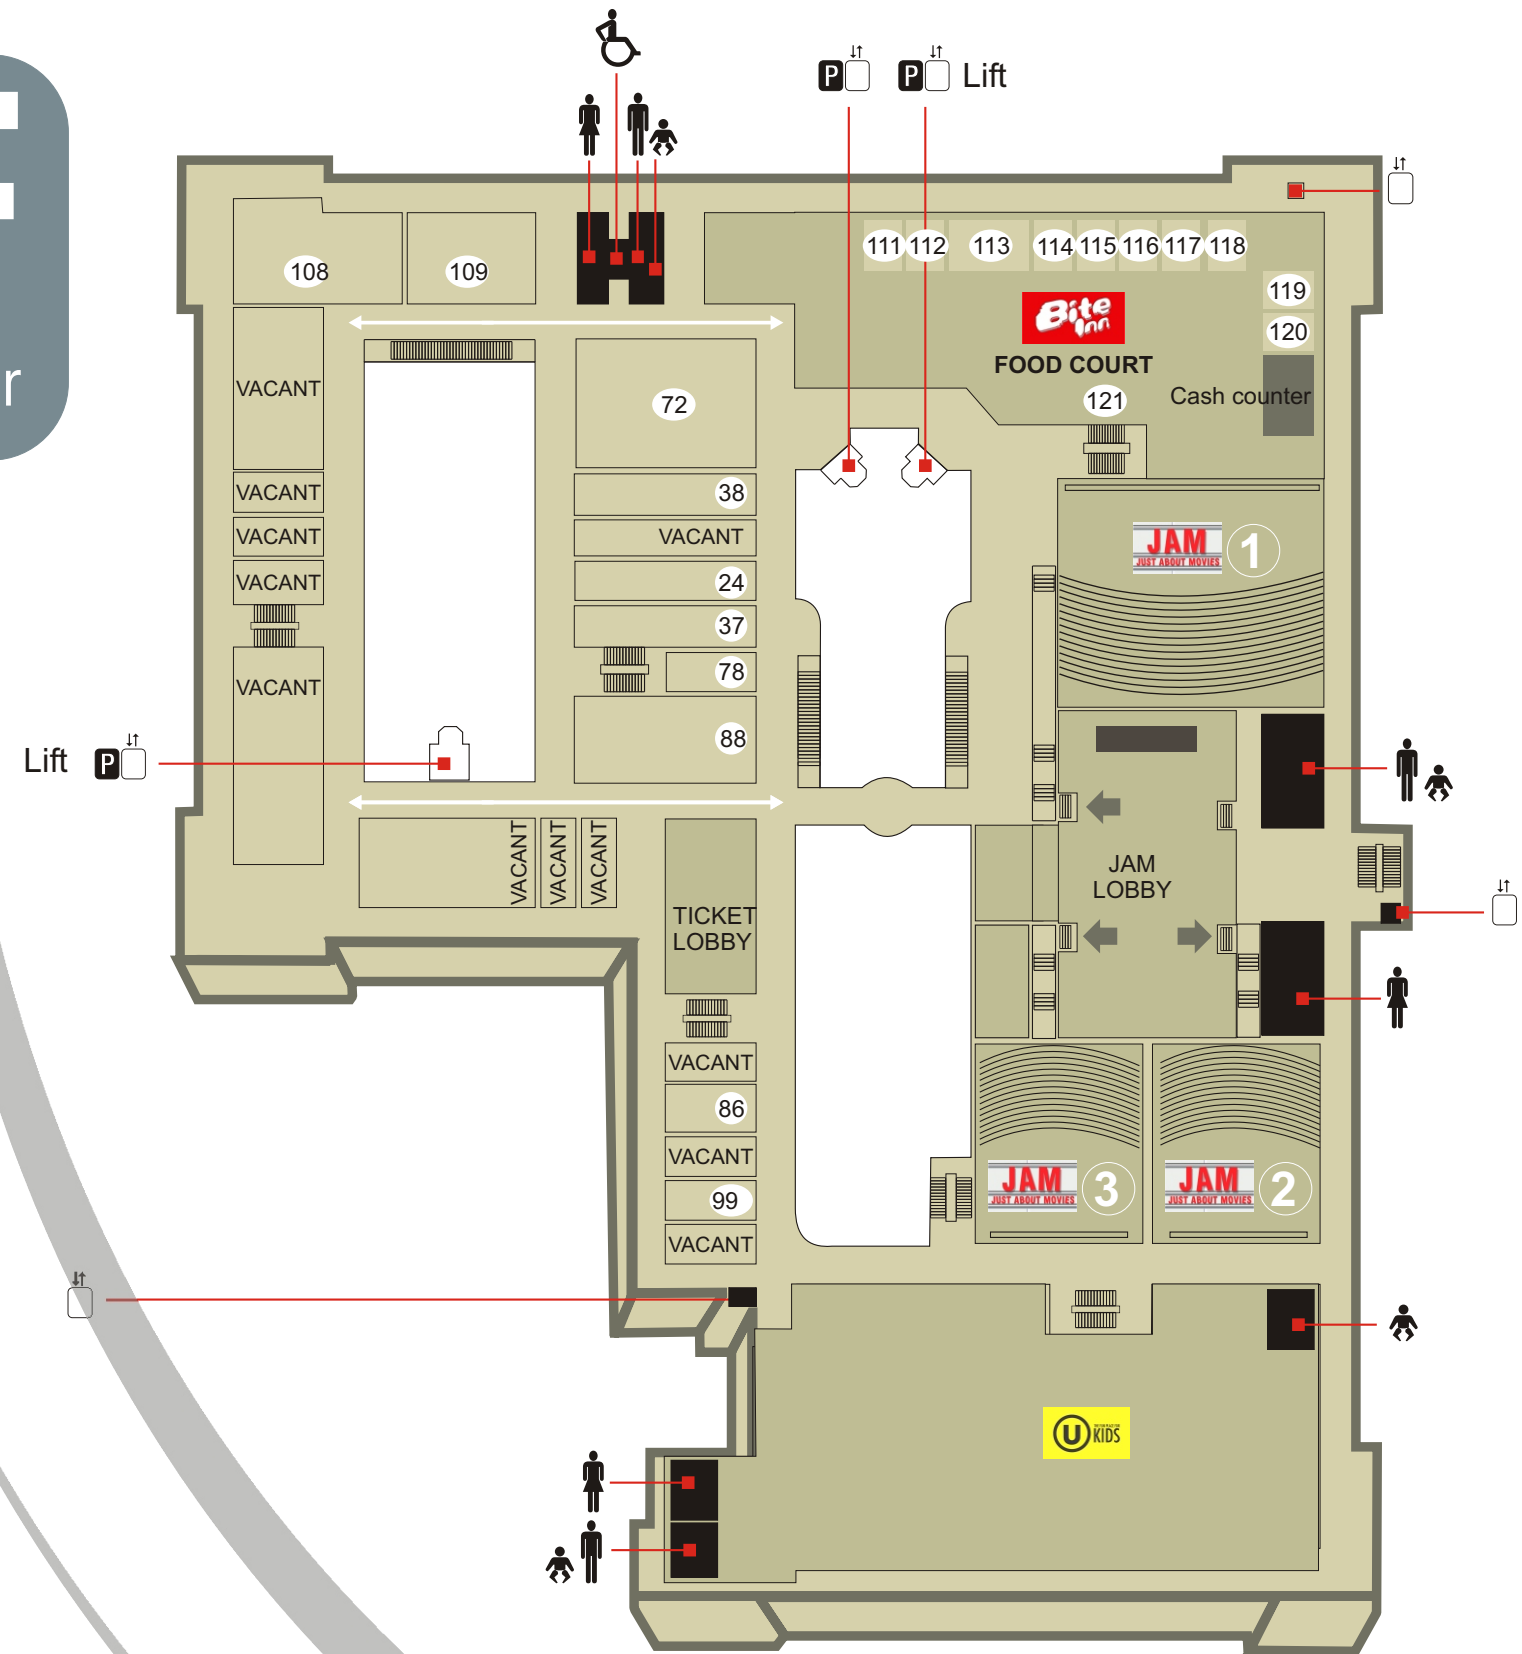 P
P Lift
r
111 112 113 114 115 116 117 118
108
109
119
Bite
Inn
120
FOOD COURT
VACANT
72
121
Cash counter
VACANT
38
VACANT
VACANT
JAM
JUST ABOUT MOVIES
1
VACANT
24
37
78
VACANT
88
Lift P
VACANT
VACANT
VACANT
JAM
LOBBY
TICKET
LOBBY
VACANT
86
VACANT
99
VACANT
JAM
JUST ABOUT MOVIES
3
JAM
JUST ABOUT MOVIES
2
U
KIDS